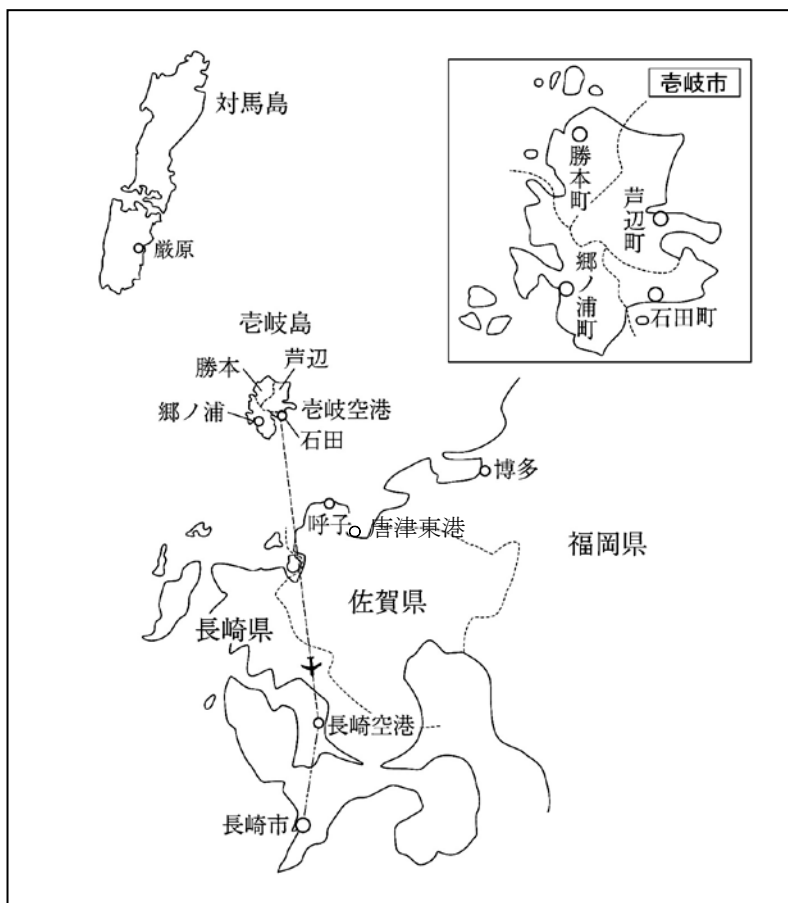 対馬島
厳原
壱岐市
勝本町
芦辺町
郷ノ浦町
石田町
壱岐島
芦辺
勝本
郷ノ浦
壱岐空港
石田
博多
呼子
唐津東港
福岡県
佐賀県
長崎県
長崎空港
長崎市